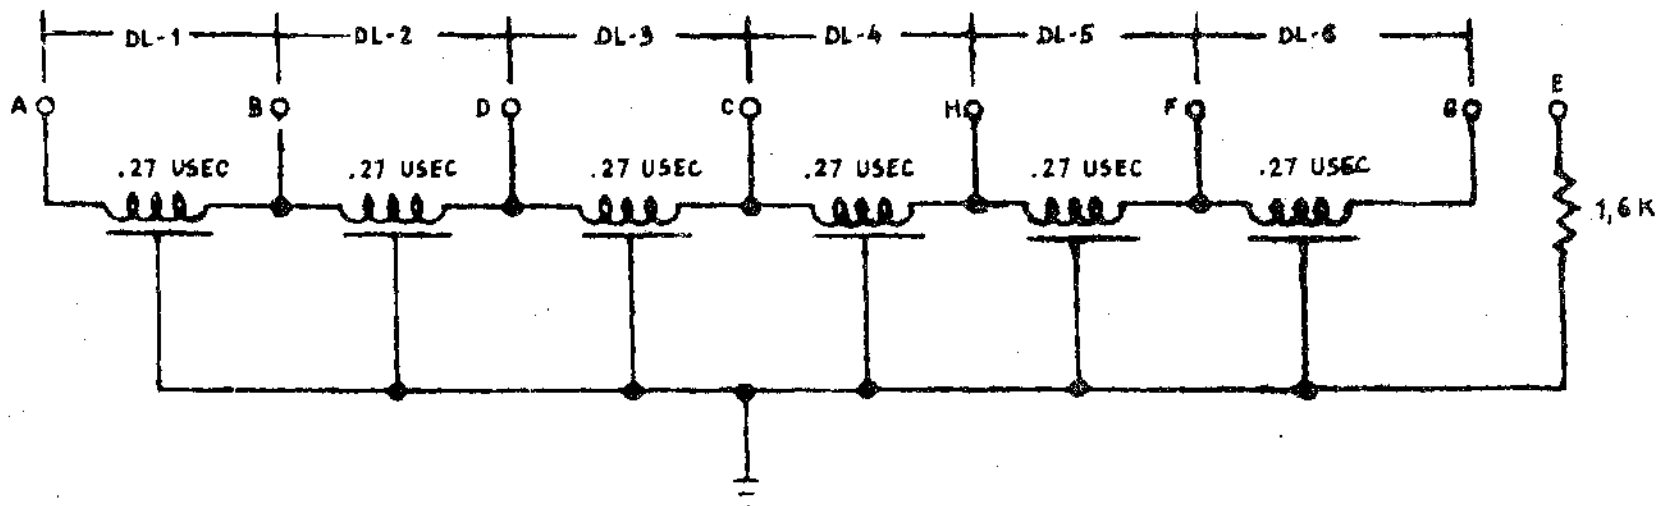 DL-1 DL-2 DL-3 DL-4 DL-5 DL-6
A B D C H F G E
.27 USEC .27 USEC .27 USEC .27 USEC .27 USEC .27 USEC
1,6 K